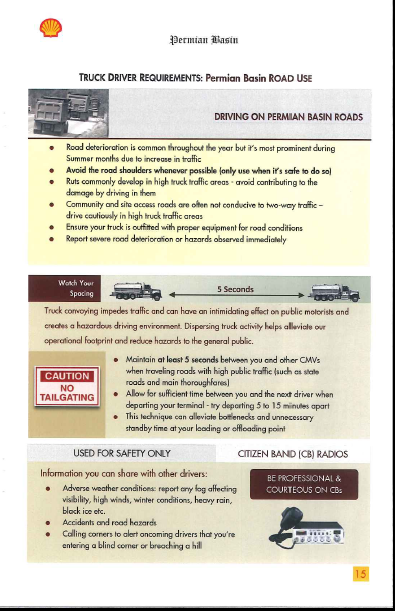 Permian Basin
TRUCK DRIVER REQUIREMENTS: Permian Basin ROAD USE
DRIVING ON PERMIAN BASIN ROADS
• Road deterioration is common throughout the year but it's most prominent during
Summer months due to increase in traffic
• Avoid the road shoulders whenever possible (only use when it's safe to do so)
• Ruts commonly develop in high truck traffic areas - avoid contributing to the
damage by driving in them
• Community and site access roads are often not conducive to two-way traffic –
drive cautiously in high truck traffic areas
• Ensure your truck is outfitted with proper equipment for road conditions
• Report severe road deterioration or hazards observed immediately
Watch Your
Spacing
5 Seconds
Truck convoying impedes traffic and can have an intimidating effect on public motorists and
creates a hazardous driving environment. Dispersing truck activity helps alleviate our
operational footprint and reduce hazards to the general public.
CAUTION
NO
TAILGATING
• Maintain at least 5 seconds between you and other CMVs
when traveling roads with high public traffic (such as state
roads and main thoroughfares)
• Allow for sufficient time between you and the next driver when
departing your terminal - try departing 5 to 15 minutes apart
• This technique can alleviate bottlenecks and unnecessary
standby time at your loading or offloading point
USED FOR SAFETY ONLY
CITIZEN BAND (CB) RADIOS
Information you can share with other drivers:
• Adverse weather conditions: report any fog affecting
visibility, high winds, winter conditions, heavy rain,
black ice etc.
• Accidents and road hazards
• Calling corners to alert oncoming drivers that you're
entering a blind corner or breaching a hill
BE PROFESSIONAL &
COURTEOUS ON CBs
15